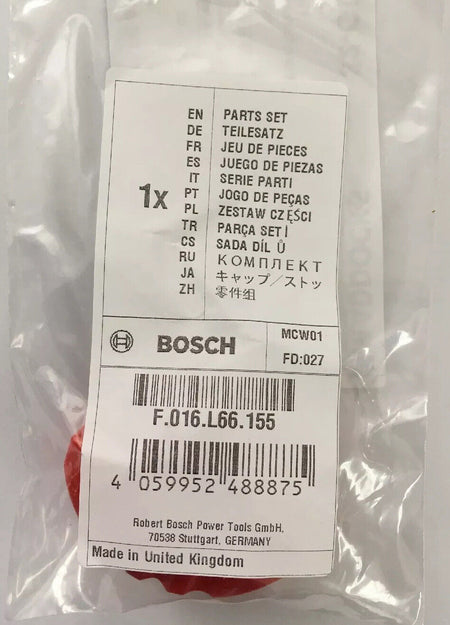 EN PARTS SET
DE TEILESATZ
FR JEU DE PIECES
ES JUEGO DE PIEZAS
IT SERIE PARTI
1x
PT JOGO DE PEÇAS
PL ZESTAW CZĘŚCI
TR PARÇA SETİ
CS SADA DÍL Ů
RU КОМПЛЕКТ
JA キャップ／ストッ
ZH 零件组
BOSCH
MCW01
FD:027
F.016.L66.155
4 059952 488875
Robert Bosch Power Tools GmbH,
70538 Stuttgart, GERMANY
Made in United Kingdom